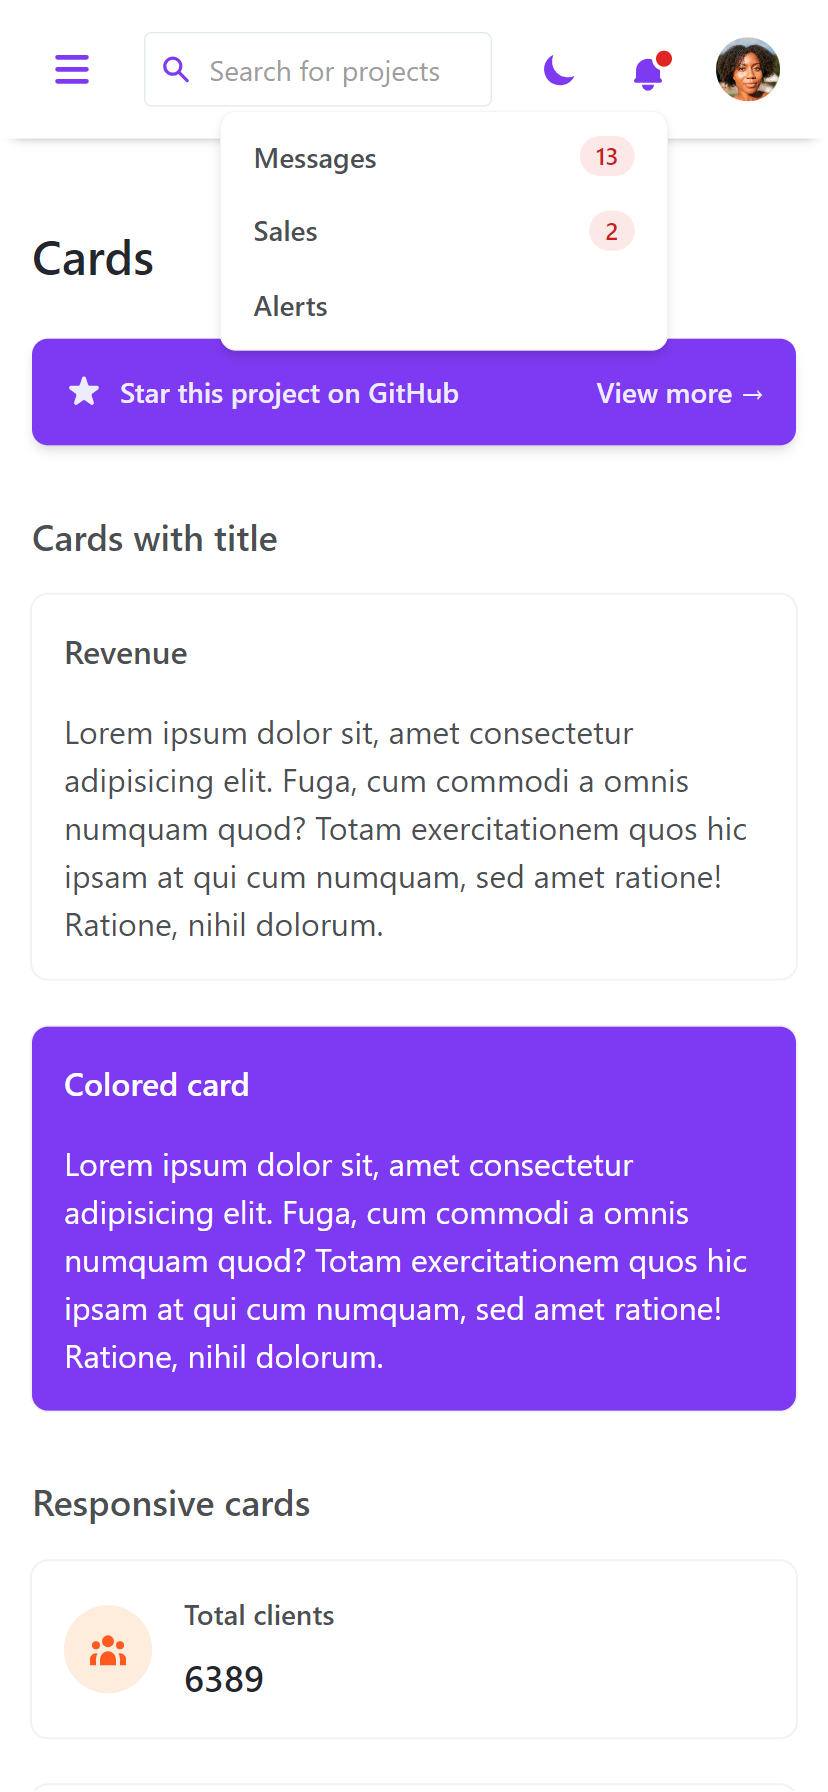 Search for projects
Messages 13
Sales 2
Alerts
Cards
Star this project on GitHub View more →
Cards with title
Revenue
Lorem ipsum dolor sit, amet consectetur
adipisicing elit. Fuga, cum commodi a omnis
numquam quod? Totam exercitationem quos hic
ipsam at qui cum numquam, sed amet ratione!
Ratione, nihil dolorum.
Colored card
Lorem ipsum dolor sit, amet consectetur
adipisicing elit. Fuga, cum commodi a omnis
numquam quod? Totam exercitationem quos hic
ipsam at qui cum numquam, sed amet ratione!
Ratione, nihil dolorum.
Responsive cards
Total clients
6389